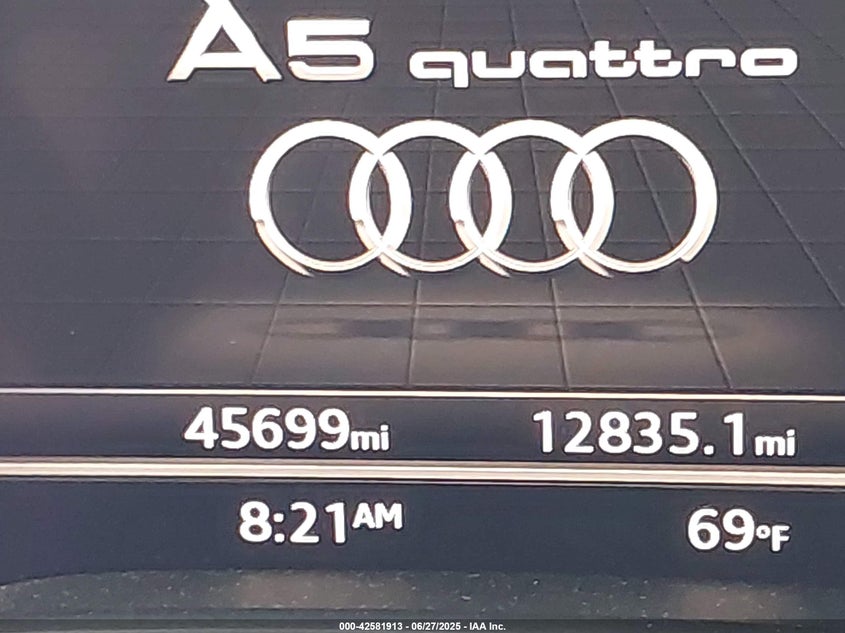 A5 quattro
45699mi 12835.1mi
8:21AM 69°F
000-42581913 - 06/27/2025 - IAA Inc.